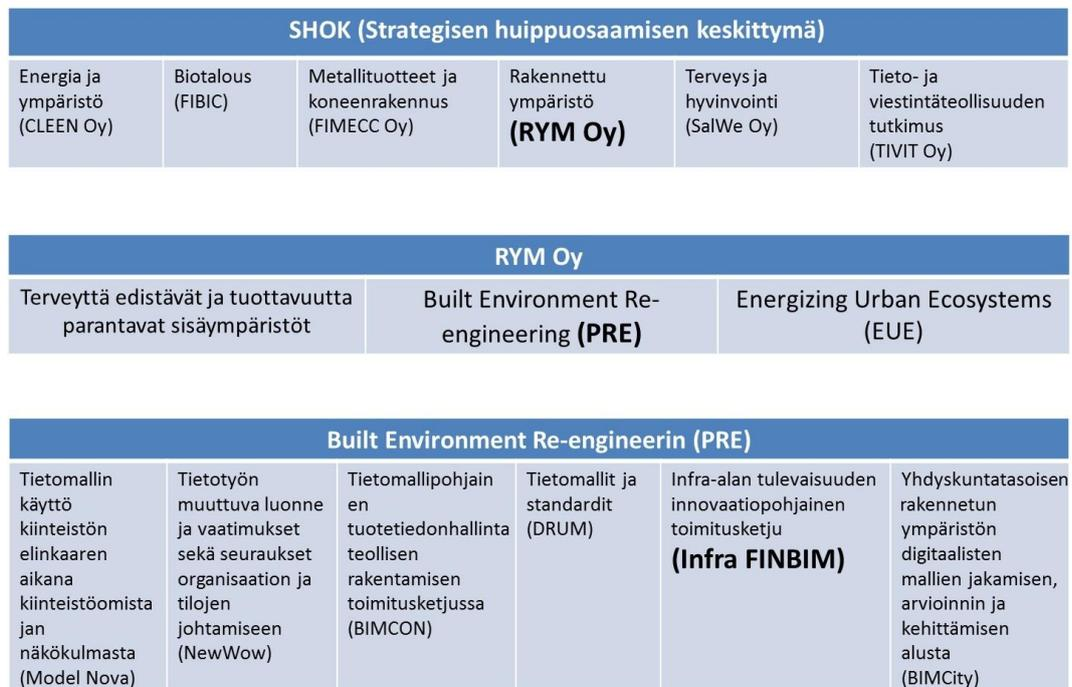 SHOK (Strategisen huippuosaamisen keskittymä)
Energia ja
ympäristö
(CLEEN Oy)
Biotalous
(FIBIC)
Metallituotteet ja
koneenrakennus
(FIMECC Oy)
Rakennettu
ympäristö
(RYM Oy)
Terveys ja
hyvinvointi
(SalWe Oy)
Tieto- ja
viestintäteollisuuden
tutkimus
(TIVIT Oy)
RYM Oy
Terveyttä edistävät ja tuottavuutta
parantavat sisäympäristöt
Built Environment Re-
engineering (PRE)
Energizing Urban Ecosystems
(EUE)
Built Environment Re-engineerin (PRE)
Tietomallin
käyttö
kiinteistön
elinkaaren
aikana
kiinteistöomista
jan
näkökulmasta
(Model Nova)
Tietotyön
muuttuva luonne
ja vaatimukset
sekä seuraukset
organisaation ja
tilojen
johtamiseen
(NewWow)
Tietomallipohjain
en
tuotetiedonhallinta
teollisen
rakentamisen
toimitusketjussa
(BIMCON)
Tietomallit ja
standardit
(DRUM)
Infra-alan tulevaisuuden
innovaatiopohjainen
toimitusketju
(Infra FINBIM)
Yhdyskuntatasoisen
rakennetun
ympäristön
digitaalisten
mallien jakamisen,
arvioinnin ja
kehittämisen
alusta
(BIMCity)